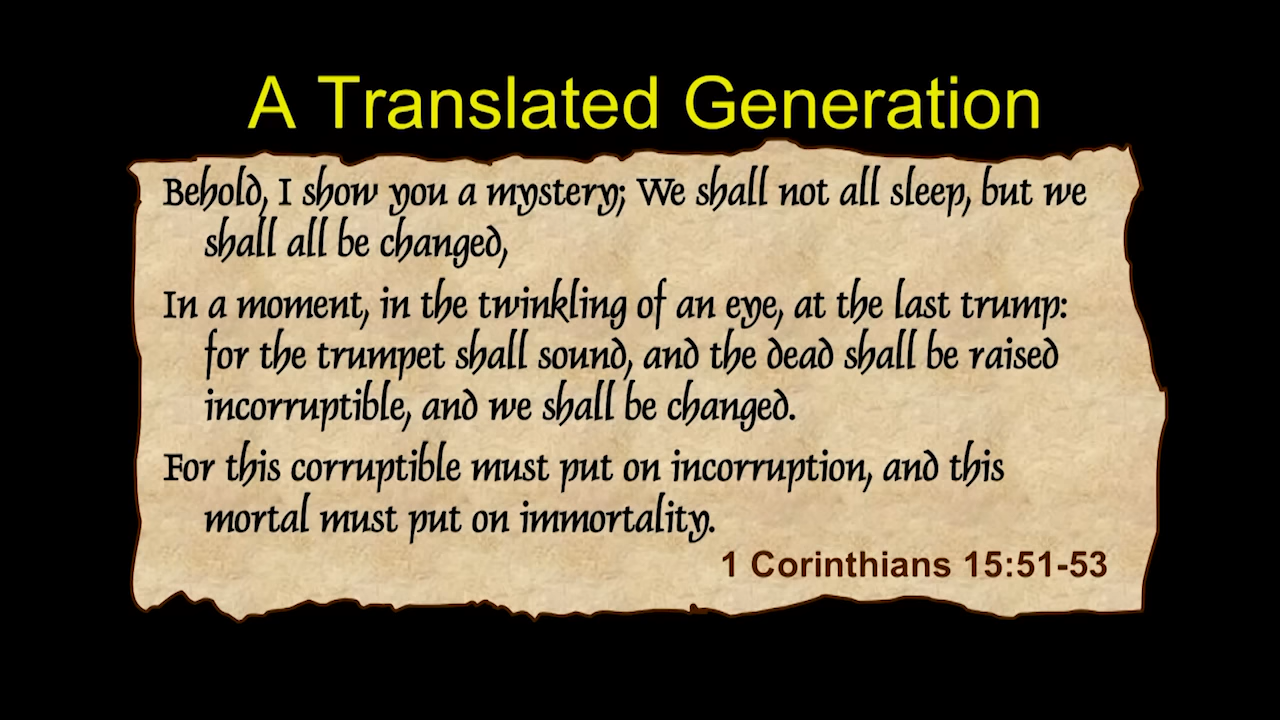 A Translated Generation
Behold, I show you a mystery; We shall not all sleep, but we
shall all be changed,
In a moment, in the twinkling of an eye, at the last trump:
for the trumpet shall sound, and the dead shall be raised
incorruptible, and we shall be changed.
For this corruptible must put on incorruption, and this
mortal must put on immortality.
1 Corinthians 15:51-53